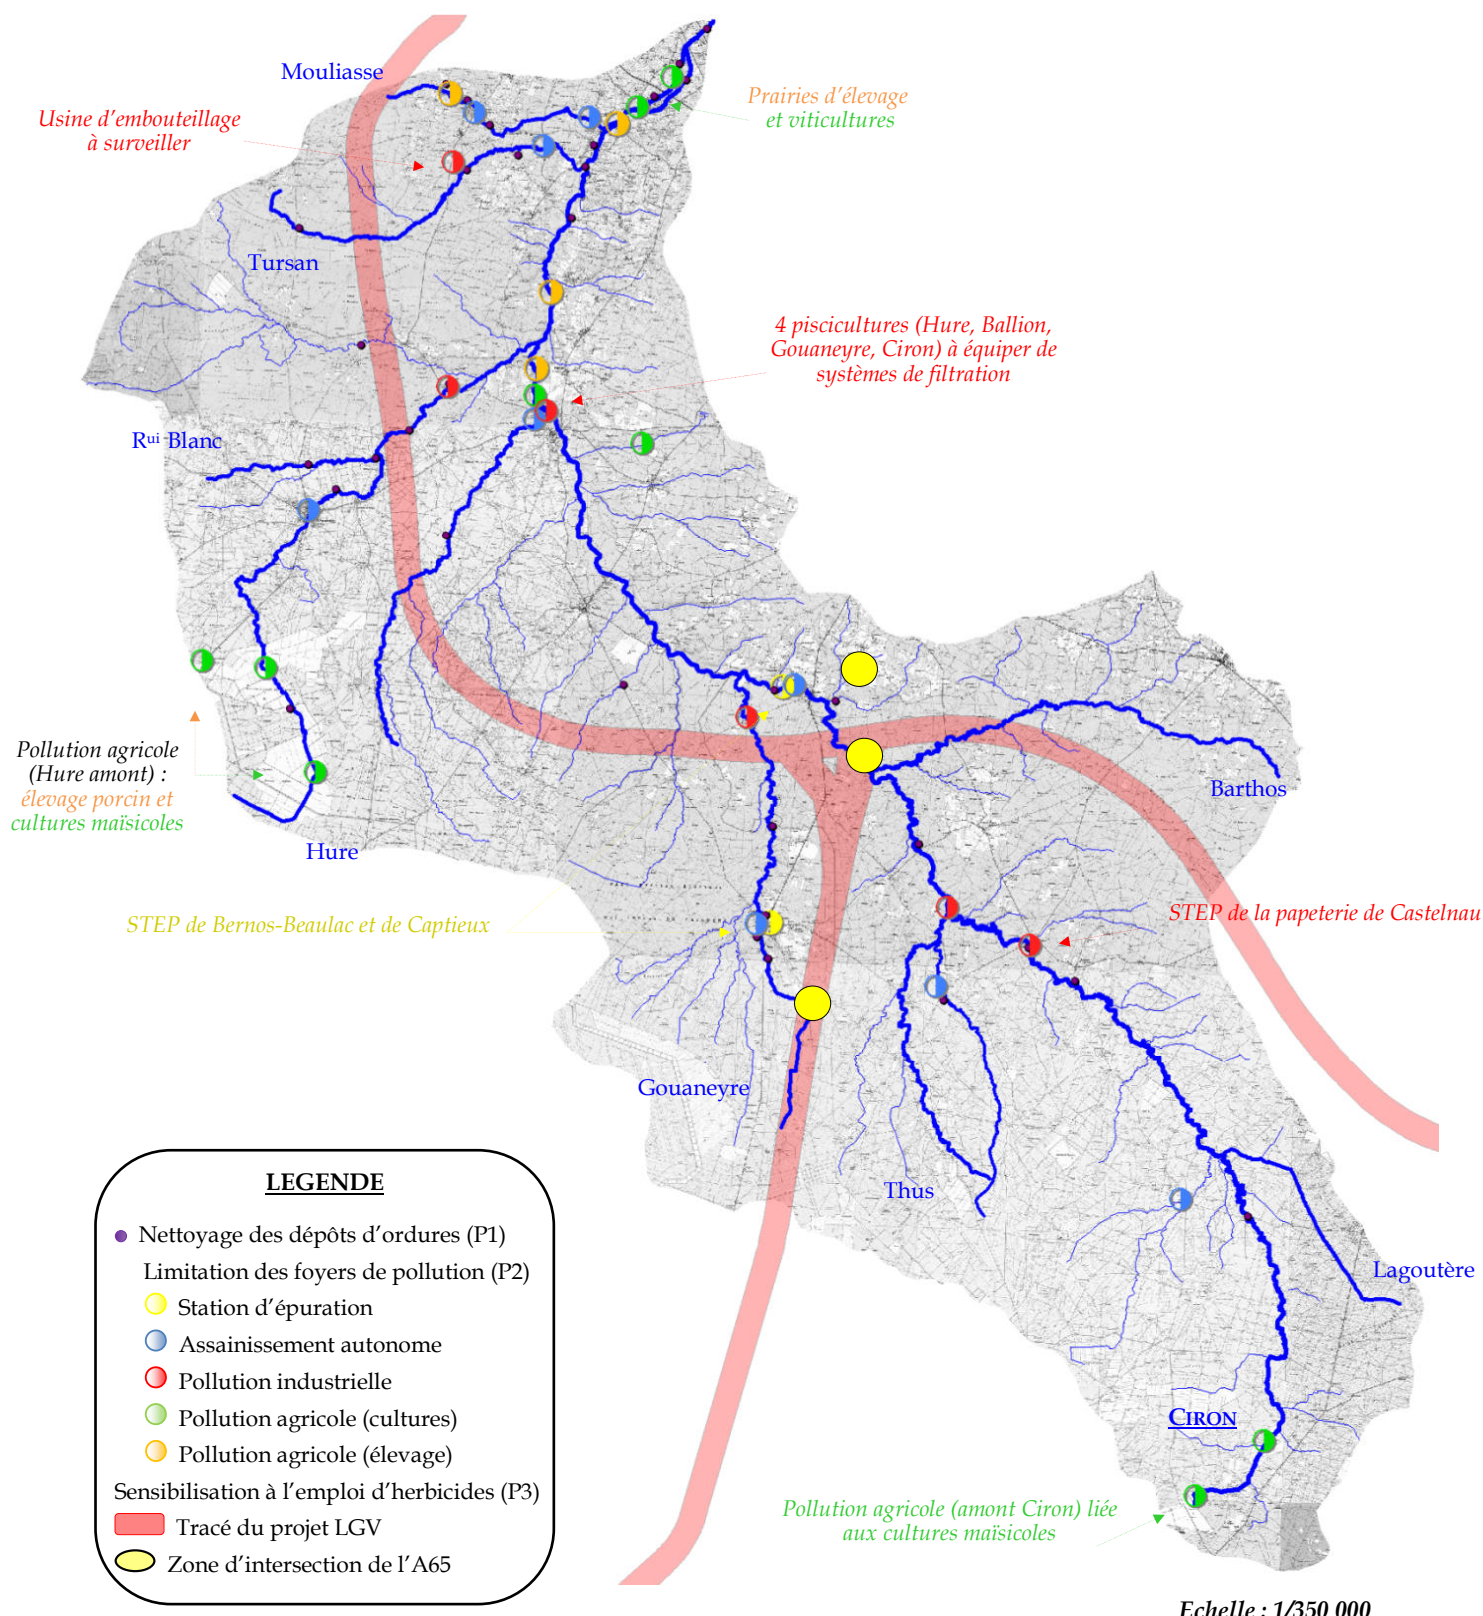 Mouliasse
Usine d'embouteillage
à surveiller
Prairies d'élevage
et viticultures
Tursan
4 piscicultures (Hure, Ballion,
Gouaneyre, Ciron) à équiper de
systèmes de filtration
Rui Blanc
Pollution agricole
(Hure amont) :
élevage porcin et
cultures maïsicoles
Barthos
Hure
STEP de Bernos-Beaulac et de Captieux
STEP de la papeterie de Castelnau
Gouaneyre
Thus
Lagoutère
CIRON
Pollution agricole (amont Ciron) liée
aux cultures maïsicoles
LEGENDE
Nettoyage des dépôts d'ordures (P1)
Limitation des foyers de pollution (P2)
Station d'épuration
Assainissement autonome
Pollution industrielle
Pollution agricole (cultures)
Pollution agricole (élevage)
Sensibilisation à l'emploi d'herbicides (P3)
Tracé du projet LGV
Zone d'intersection de l'A65
Echelle : 1/350 000